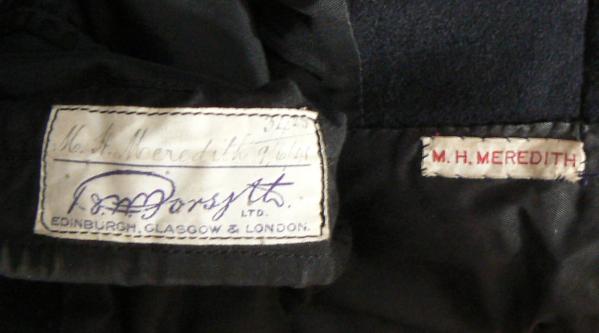 M. H. Meredith
R. & W. Forsyth.
LTD.
EDINBURGH, GLASGOW & LONDON.
M. H. MEREDITH